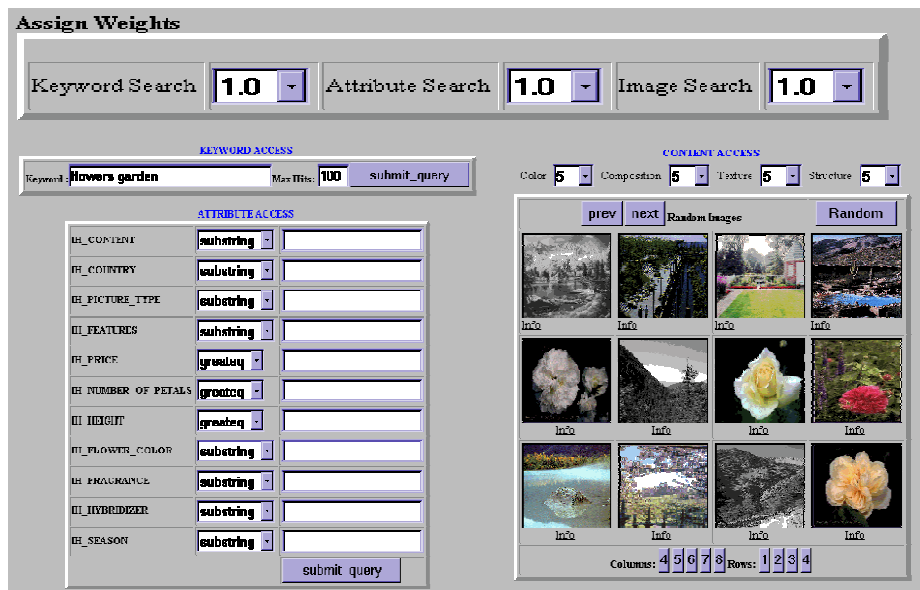 Assign Weights
Keyword Search 1.0 Attribute Search 1.0 Image Search 1.0
KEYWORD ACCESS
Keyword: flowers garden Max Hits: 100 submit_query
ATTRIBUTE ACCESS
IH_CONTENT substring
IH_COUNTRY substring
IH_PICTURE_TYPE substring
IH_FEATURES substring
IH_PRICE greateq
IH_NUMBER_OF_PETALS greateq
IH_HEIGHT greateq
IH_FLOWER_COLOR substring
IH_FRAGRANCE substring
IH_HYBRIDIZER substring
IH_SEASON substring
submit_query
CONTENT ACCESS
Color 5 Composition 5 Texture 5 Structure 5
prev next Random Images Random
Info Info Info Info
Info Info Info Info
Info Info Info Info
Columns: 4 5 6 7 8 Rows: 1 2 3 4